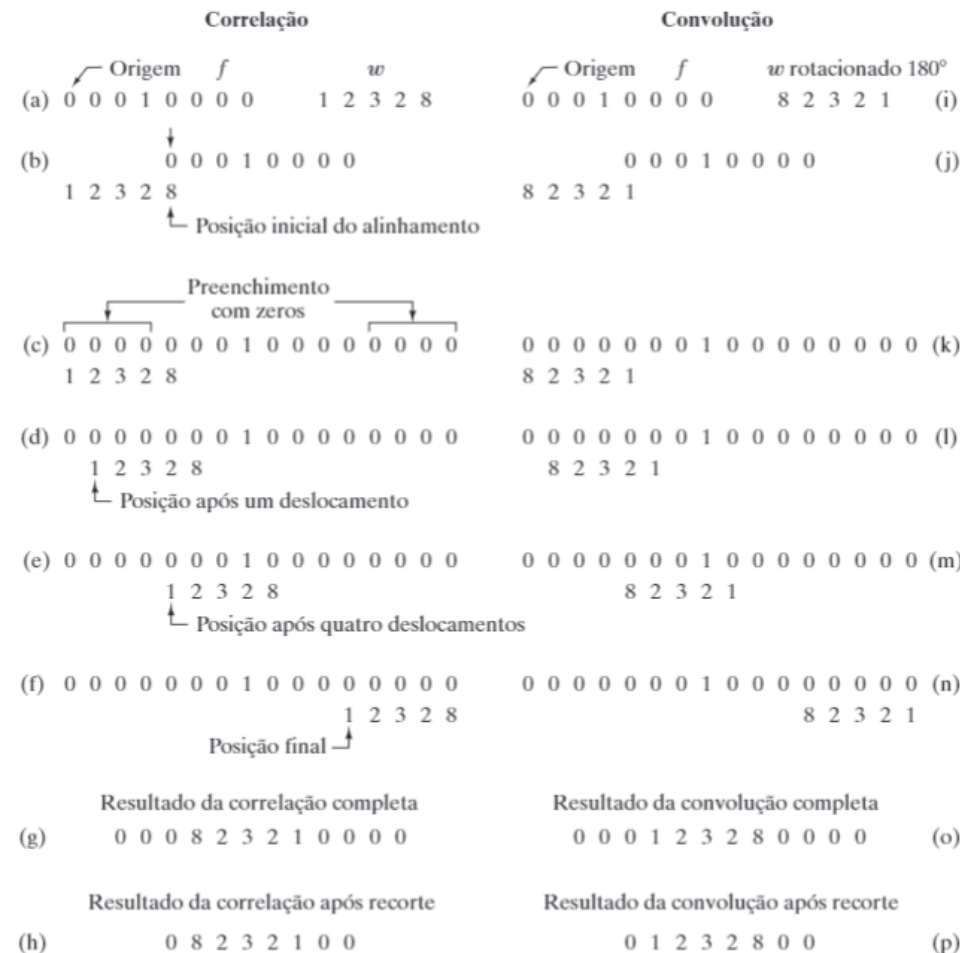 Correlação Convolução
Origem f w Origem f w rotacionado 180°
(a) 0 0 0 1 0 0 0 0 1 2 3 2 8 0 0 0 1 0 0 0 0 8 2 3 2 1 (i)
(b) 0 0 0 1 0 0 0 0 0 0 0 1 0 0 0 0 (j)
1 2 3 2 8 8 2 3 2 1
Posição inicial do alinhamento
Preenchimento
com zeros
(c) 0 0 0 0 0 0 0 1 0 0 0 0 0 0 0 0 0 0 0 0 0 0 0 1 0 0 0 0 0 0 0 0 (k)
1 2 3 2 8 8 2 3 2 1
(d) 0 0 0 0 0 0 0 1 0 0 0 0 0 0 0 0 0 0 0 0 0 0 0 1 0 0 0 0 0 0 0 0 (l)
1 2 3 2 8 8 2 3 2 1
Posição após um deslocamento
(e) 0 0 0 0 0 0 0 1 0 0 0 0 0 0 0 0 0 0 0 0 0 0 0 1 0 0 0 0 0 0 0 0 (m)
1 2 3 2 8 8 2 3 2 1
Posição após quatro deslocamentos
(f) 0 0 0 0 0 0 0 1 0 0 0 0 0 0 0 0 0 0 0 0 0 0 0 1 0 0 0 0 0 0 0 0 (n)
1 2 3 2 8 8 2 3 2 1
Posição final
Resultado da correlação completa Resultado da convolução completa
(g) 0 0 0 8 2 3 2 1 0 0 0 0 0 0 0 1 2 3 2 8 0 0 0 0 (o)
Resultado da correlação após recorte Resultado da convolução após recorte
(h) 0 8 2 3 2 1 0 0 0 1 2 3 2 8 0 0 (p)